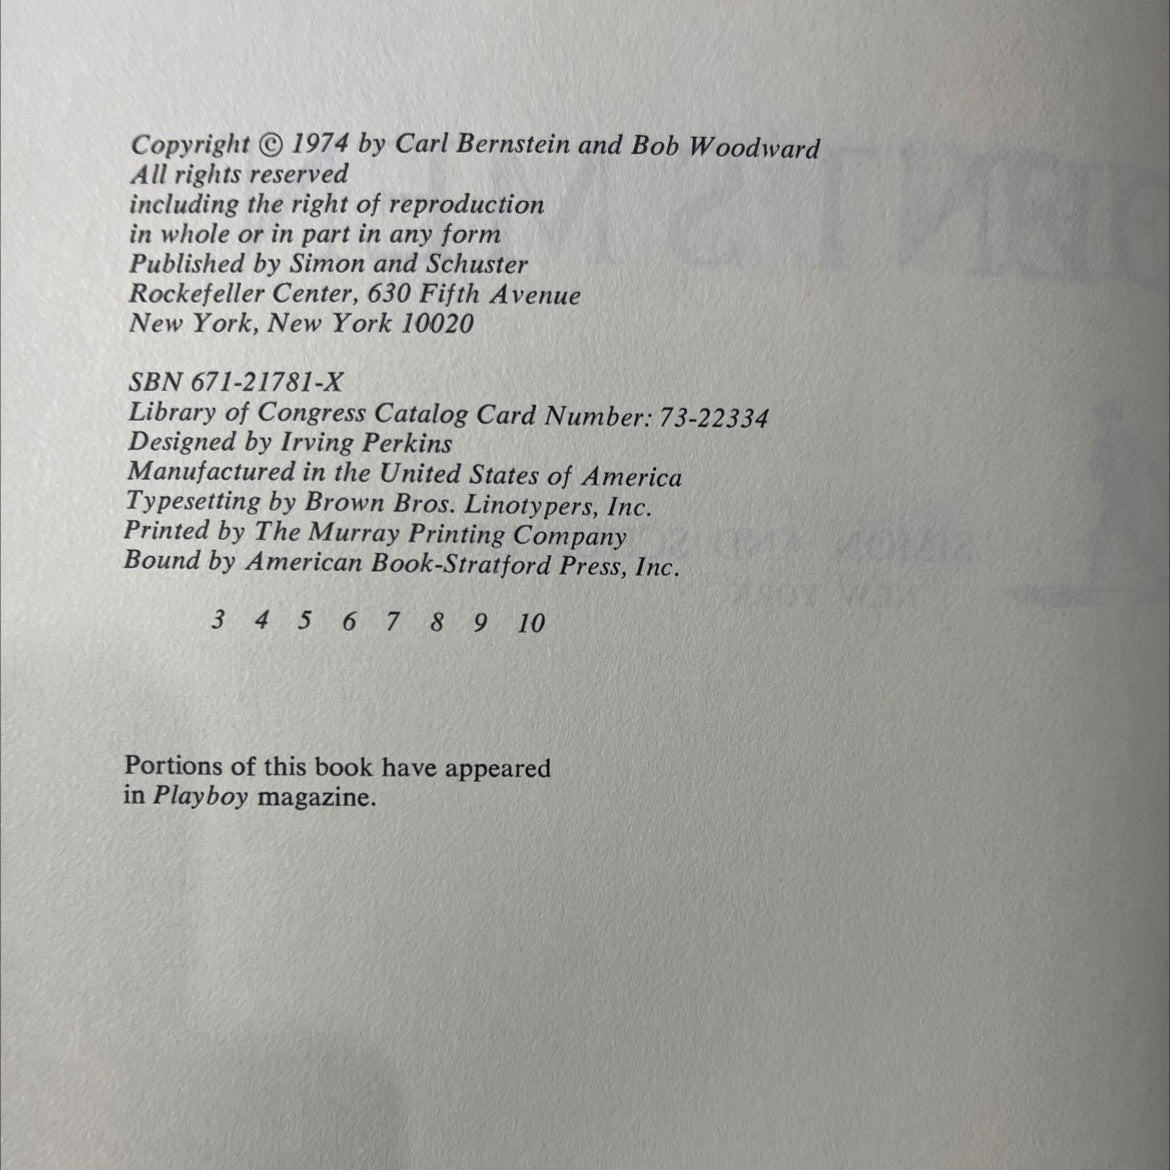 Copyright © 1974 by Carl Bernstein and Bob Woodward
All rights reserved
including the right of reproduction
in whole or in part in any form
Published by Simon and Schuster
Rockefeller Center, 630 Fifth Avenue
New York, New York 10020
SBN 671-21781-X
Library of Congress Catalog Card Number: 73-22334
Designed by Irving Perkins
Manufactured in the United States of America
Typesetting by Brown Bros. Linotypers, Inc.
Printed by The Murray Printing Company
Bound by American Book-Stratford Press, Inc.
3 4 5 6 7 8 9 10
Portions of this book have appeared
in Playboy magazine.